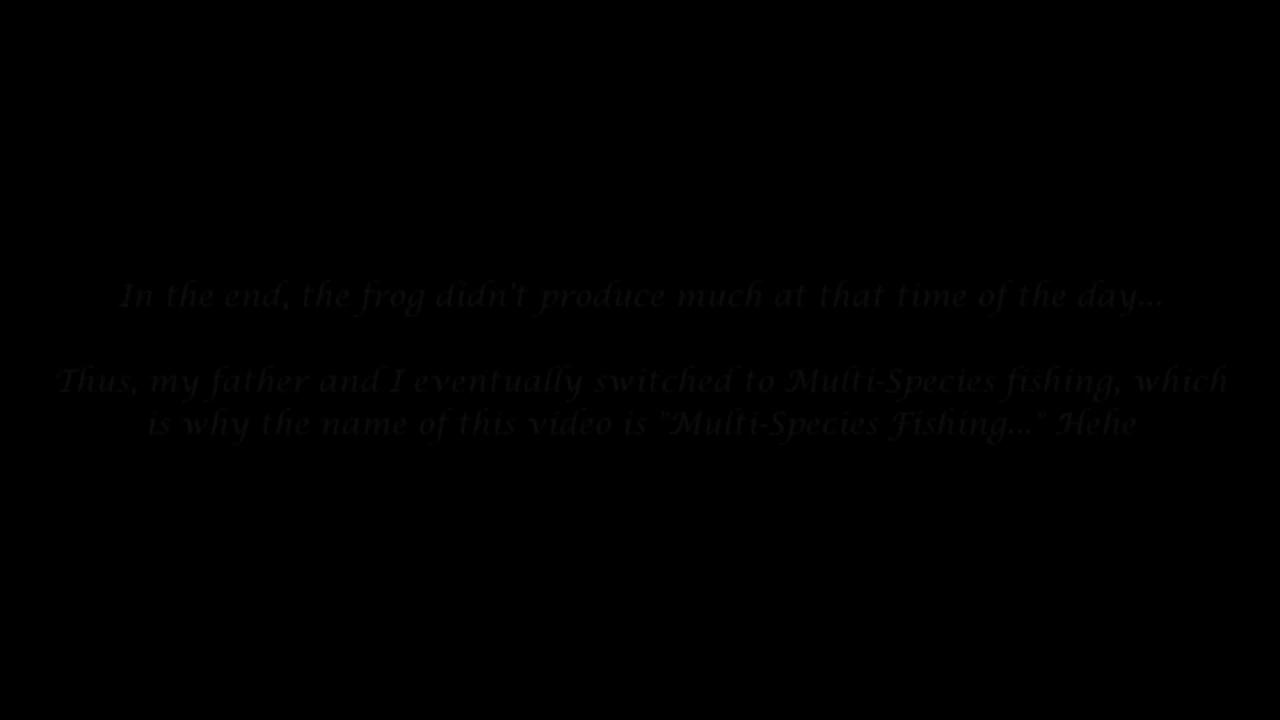 In the end, the frog didn't produce much at that time of the day...
Thus, my father and I eventually switched to Multi-Species fishing, which
is why the name of this video is "Multi-Species Fishing..." Hehe